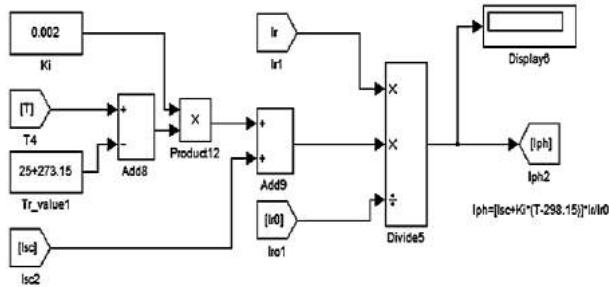 0.002
Ki
[T]
T4
25+273.15
Tr_value1
[Isc]
Isc2
+
−
Add8
X
Product12
+
+
Add9
Ir
Ir1
[Ir0]
Iro1
×
×
÷
Divide5
Display6
[Iph]
Iph2
Iph=[Isc+Ki*(T-298.15)]*Ir/Ir0